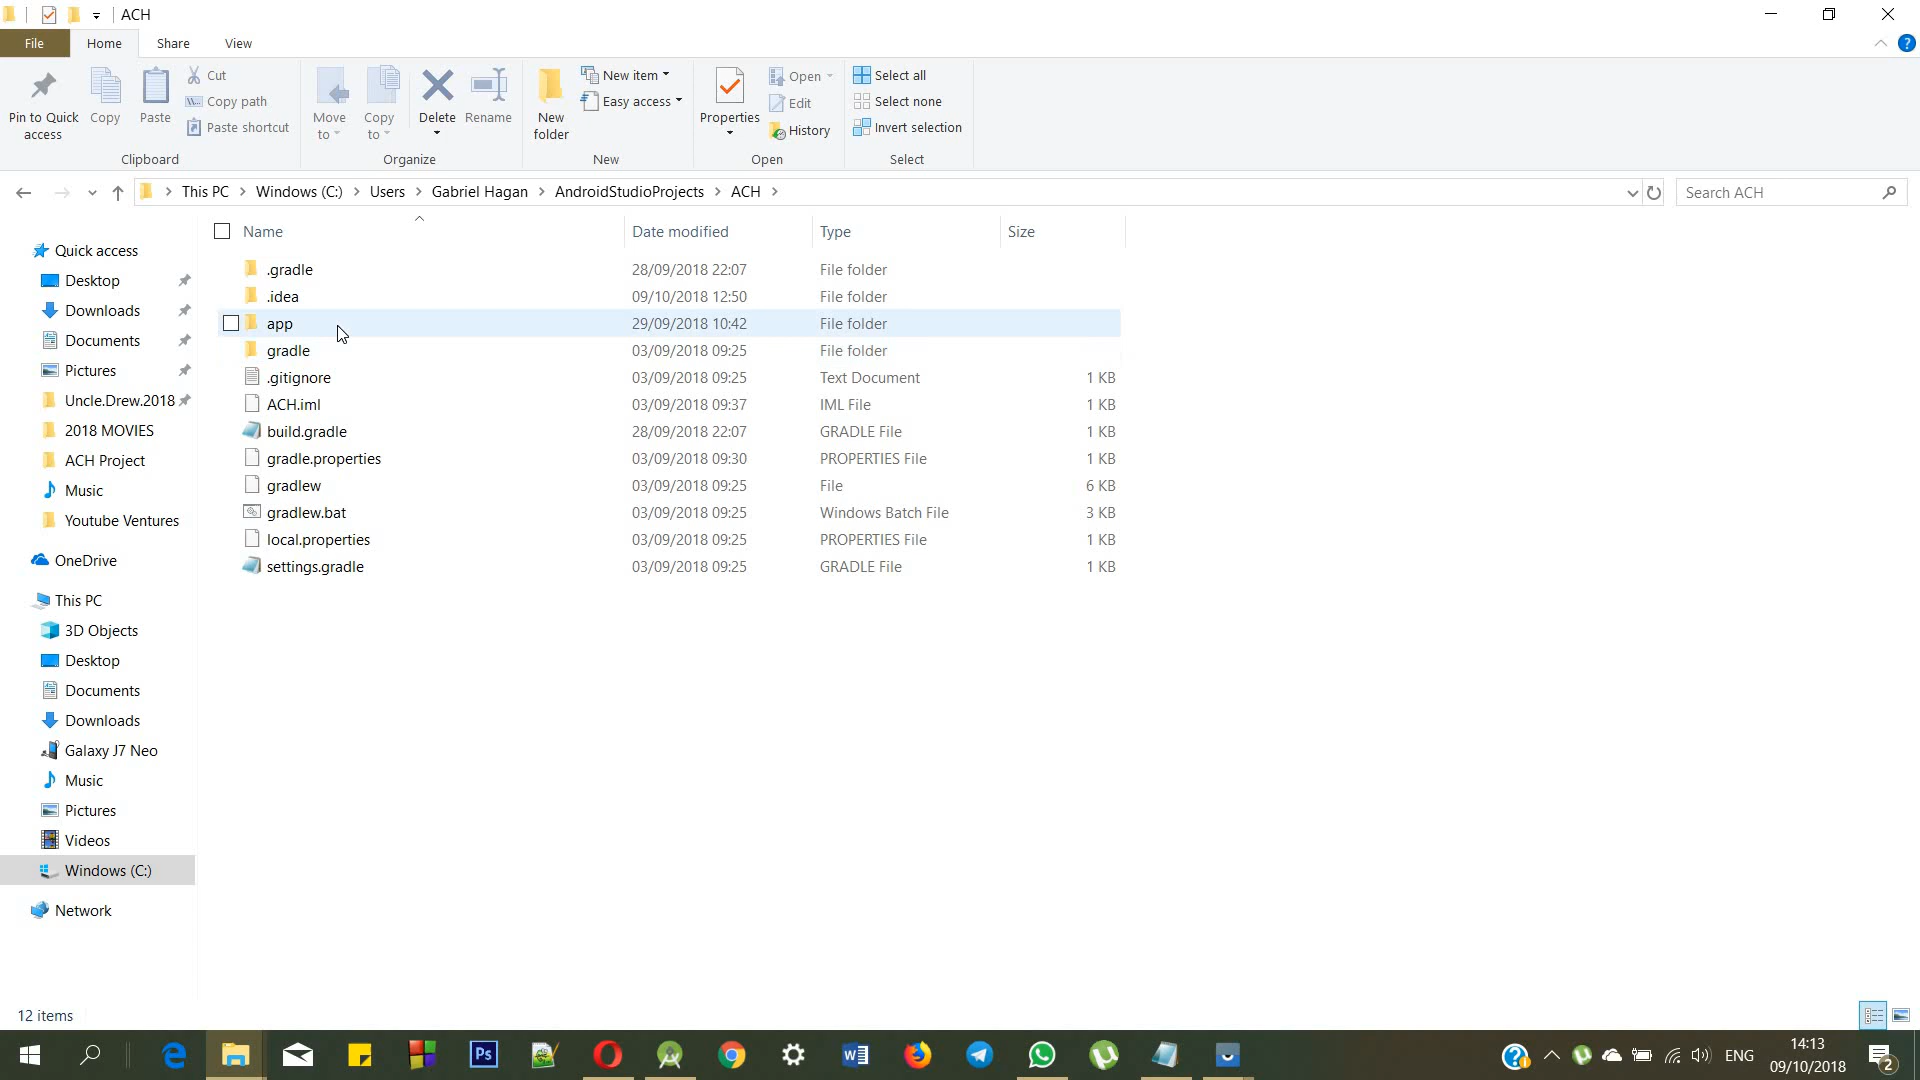 ACH
File Home Share View
Pin to Quick access
Copy
Paste
Cut
Copy path
Paste shortcut
Clipboard
Move to
Copy to
Delete
Rename
Organize
New folder
New item
Easy access
New
Properties
Open
Edit
History
Open
Select all
Select none
Invert selection
Select
This PC > Windows (C:) > Users > Gabriel Hagan > AndroidStudioProjects > ACH >
Search ACH
Name Date modified Type Size
.gradle 28/09/2018 22:07 File folder
.idea 09/10/2018 12:50 File folder
app 29/09/2018 10:42 File folder
gradle 03/09/2018 09:25 File folder
.gitignore 03/09/2018 09:25 Text Document 1 KB
ACH.iml 03/09/2018 09:37 IML File 1 KB
build.gradle 28/09/2018 22:07 GRADLE File 1 KB
gradle.properties 03/09/2018 09:30 PROPERTIES File 1 KB
gradlew 03/09/2018 09:25 File 6 KB
gradlew.bat 03/09/2018 09:25 Windows Batch File 3 KB
local.properties 03/09/2018 09:25 PROPERTIES File 1 KB
settings.gradle 03/09/2018 09:25 GRADLE File 1 KB
Quick access
Desktop
Downloads
Documents
Pictures
Uncle.Drew.2018
2018 MOVIES
ACH Project
Music
Youtube Ventures
OneDrive
This PC
3D Objects
Desktop
Documents
Downloads
Galaxy J7 Neo
Music
Pictures
Videos
Windows (C:)
Network
12 items
Ps
ENG
14:13
09/10/2018
2